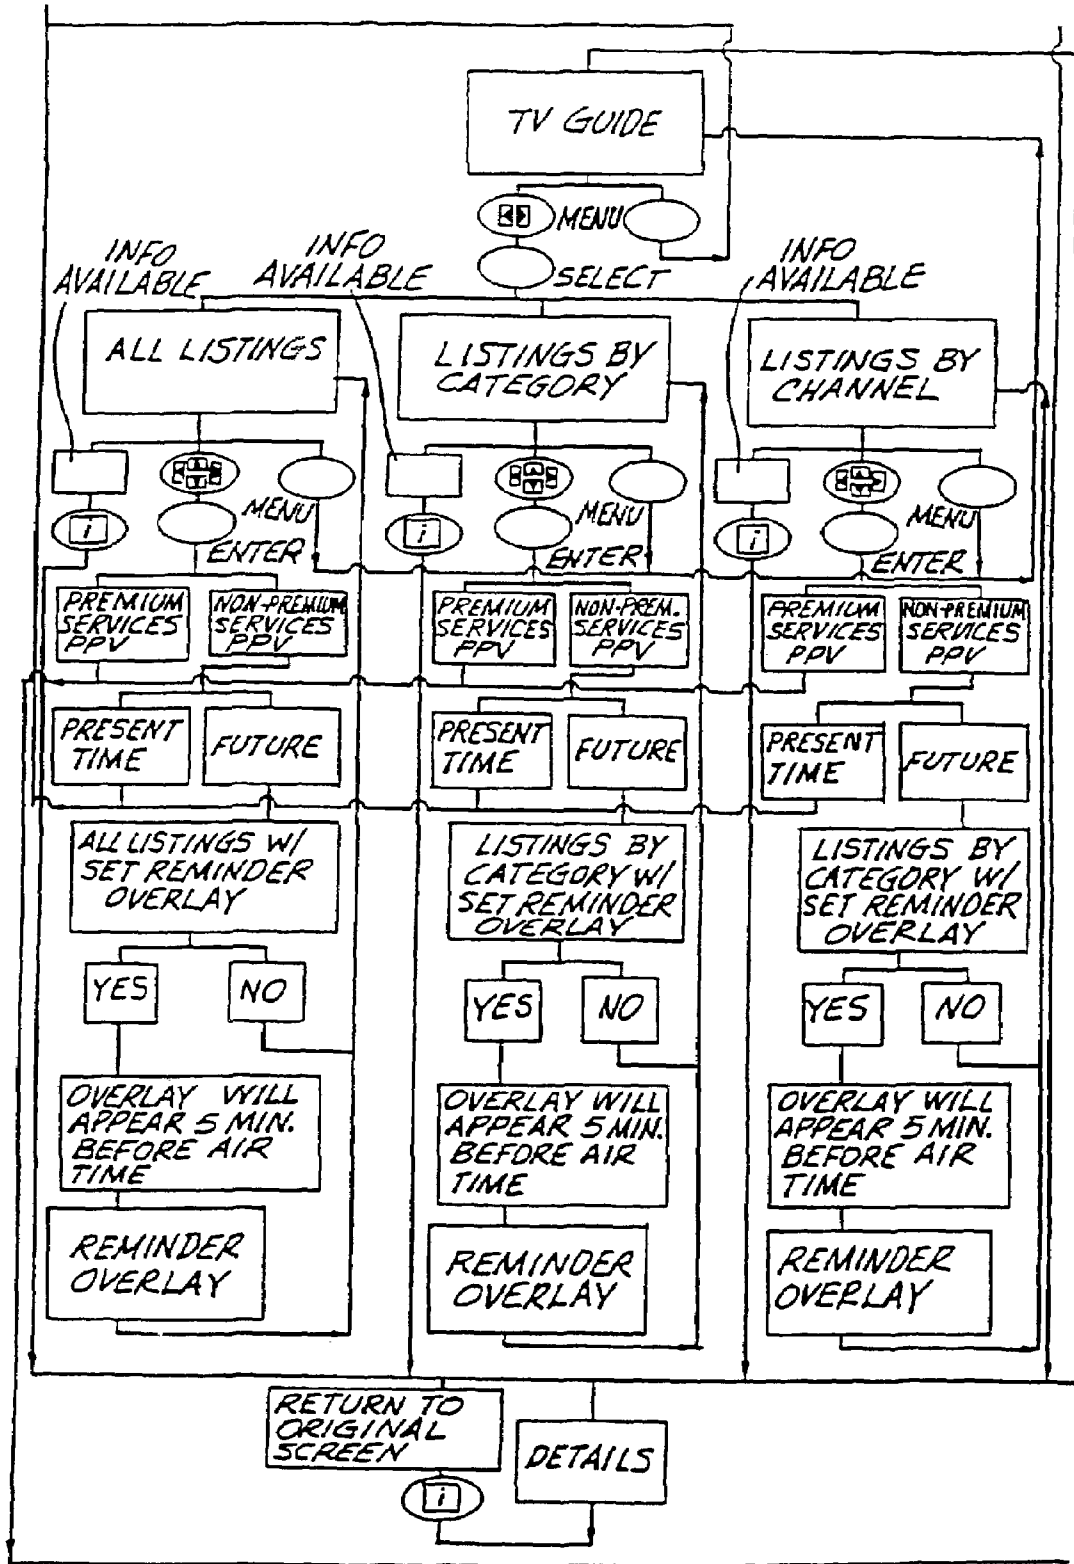 TV GUIDE
MENU
SELECT
INFO
AVAILABLE
INFO
AVAILABLE
INFO
AVAILABLE
ALL LISTINGS
LISTINGS BY
CATEGORY
LISTINGS BY
CHANNEL
i
MENU
ENTER
i
MENU
ENTER
i
MENU
ENTER
PREMIUM
SERVICES
PPV
NON-PREMIUM
SERVICES
PPV
PREMIUM
SERVICES
PPV
NON-PREM.
SERVICES
PPV
PREMIUM
SERVICES
PPV
NON-PREMIUM
SERVICES
PPV
PRESENT
TIME
FUTURE
PRESENT
TIME
FUTURE
PRESENT
TIME
FUTURE
ALL LISTINGS W/
SET REMINDER
OVERLAY
LISTINGS BY
CATEGORY W/
SET REMINDER
OVERLAY
LISTINGS BY
CATEGORY W/
SET REMINDER
OVERLAY
YES
NO
YES
NO
YES
NO
OVERLAY WILL
APPEAR 5 MIN.
BEFORE AIR
TIME
OVERLAY WILL
APPEAR 5 MIN.
BEFORE AIR
TIME
OVERLAY WILL
APPEAR 5 MIN.
BEFORE AIR
TIME
REMINDER
OVERLAY
REMINDER
OVERLAY
REMINDER
OVERLAY
RETURN TO
ORIGINAL
SCREEN
i
DETAILS